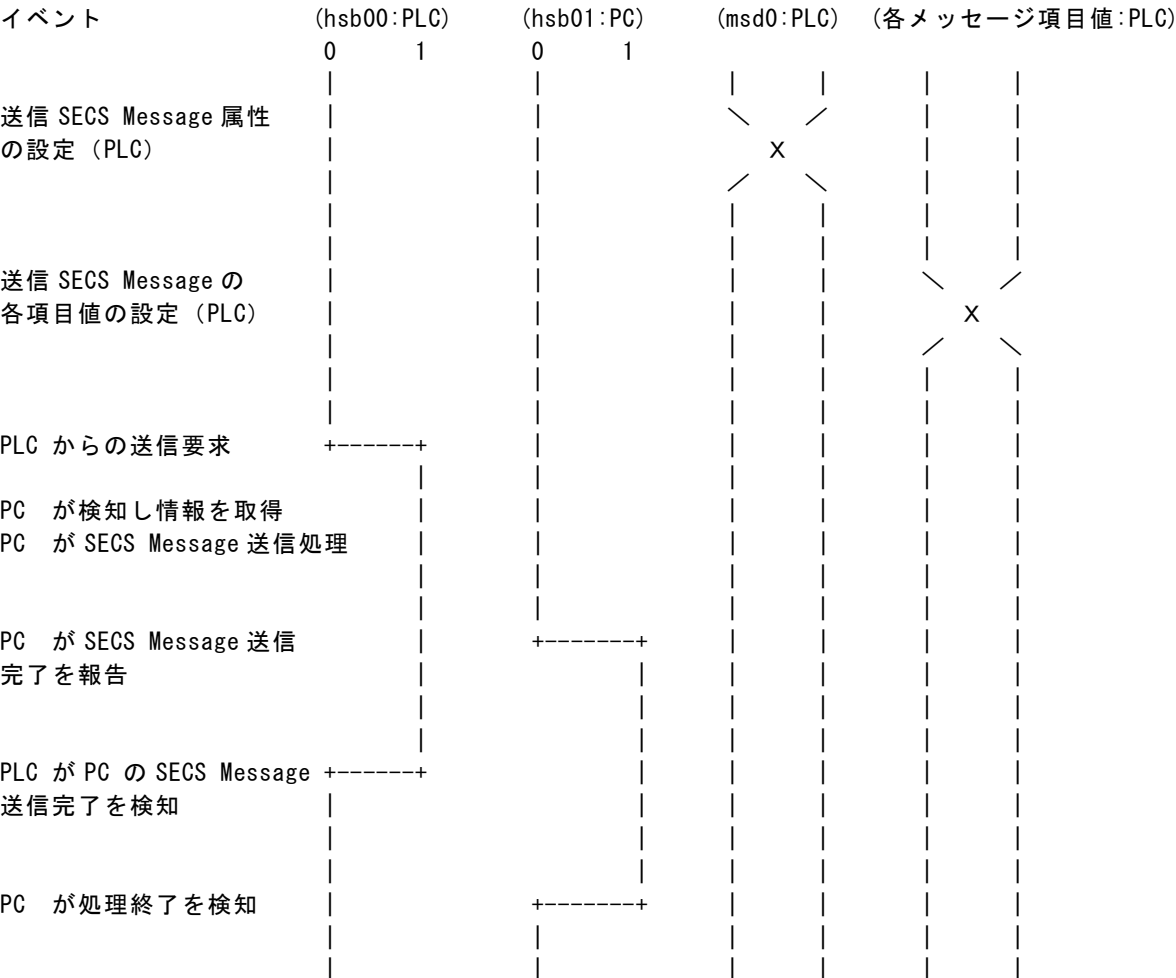 イベント (hsb00:PLC) (hsb01:PC) (msd0:PLC) (各メッセージ項目値:PLC)
0 1 0 1
送信 SECS Message 属性
の設定（PLC）
送信 SECS Message の
各項目値の設定（PLC）
PLC からの送信要求
PC が検知し情報を取得
PC が SECS Message 送信処理
PC が SECS Message 送信
完了を報告
PLC が PC の SECS Message
送信完了を検知
PC が処理終了を検知